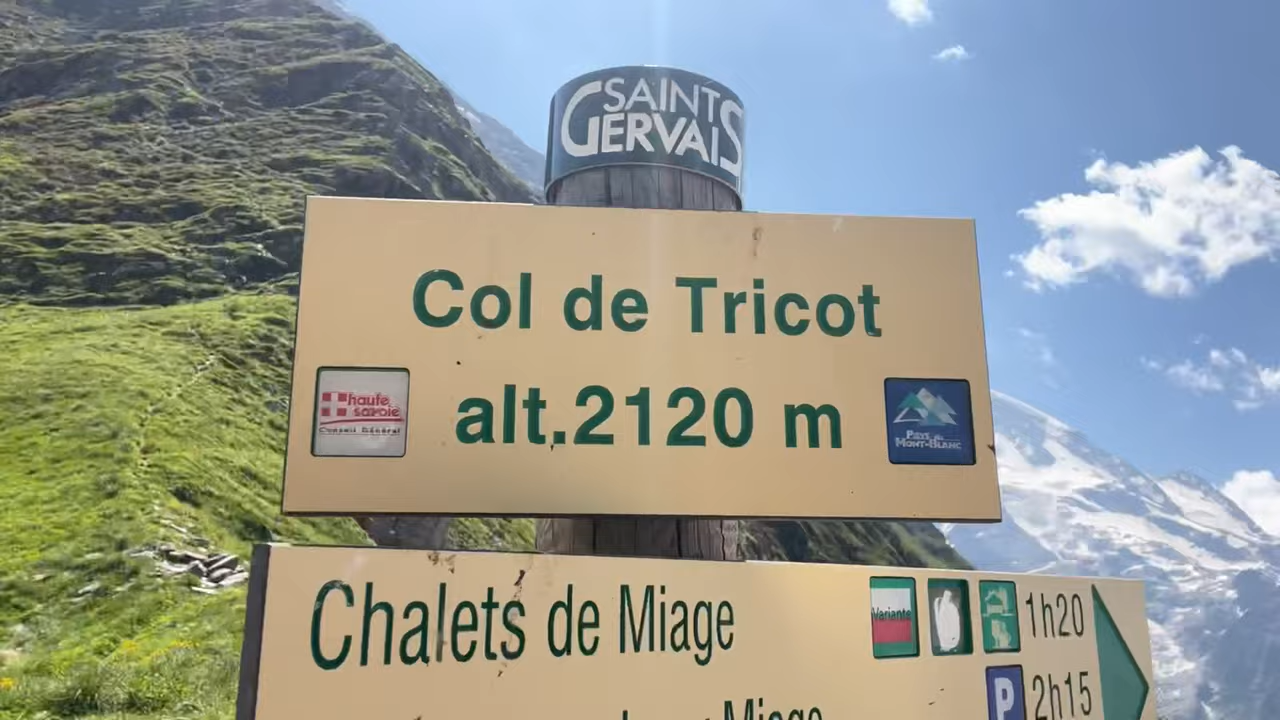 SAINT
GERVAIS
Col de Tricot
haute
savoie
Conseil Général
alt.2120 m
PAYS du
MONT-BLANC
Chalets de Miage
Variante
1h20
P
2h15
Miage